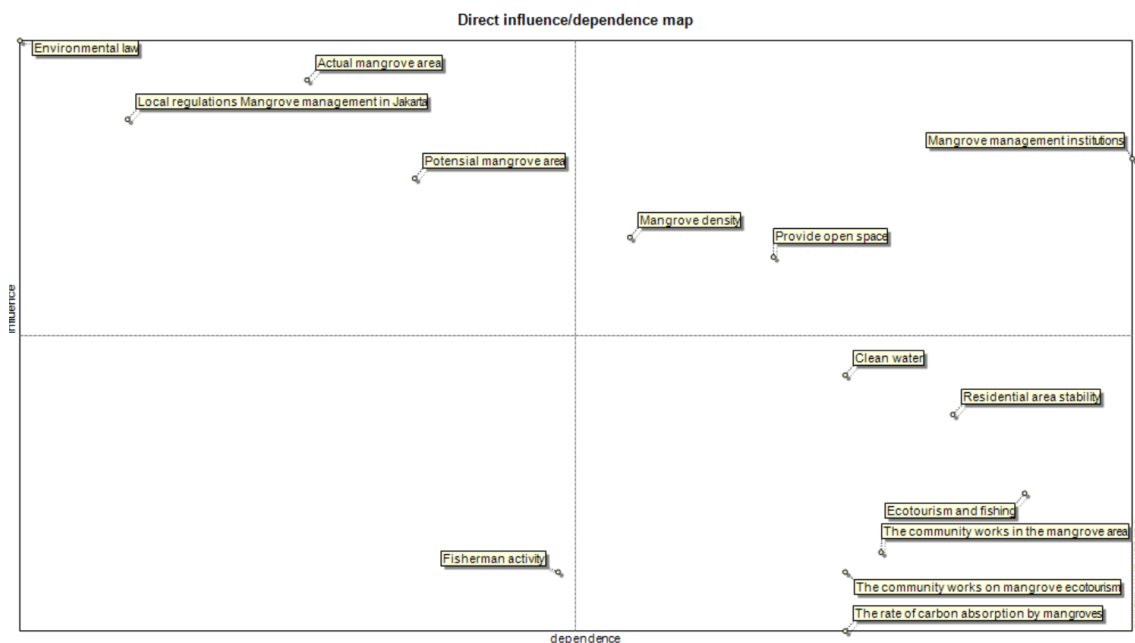 Direct influence/dependence map
Environmental law
Actual mangrove area
Local regulations Mangrove management in Jakarta
Mangrove management institutions
Potensial mangrove area
Mangrove density
Provide open space
influence
Clean water
Residential area stability
Ecotourism and fishing
The community works in the mangrove area
Fisherman activity
The community works on mangrove ecotourism
The rate of carbon absorption by mangroves
dependence